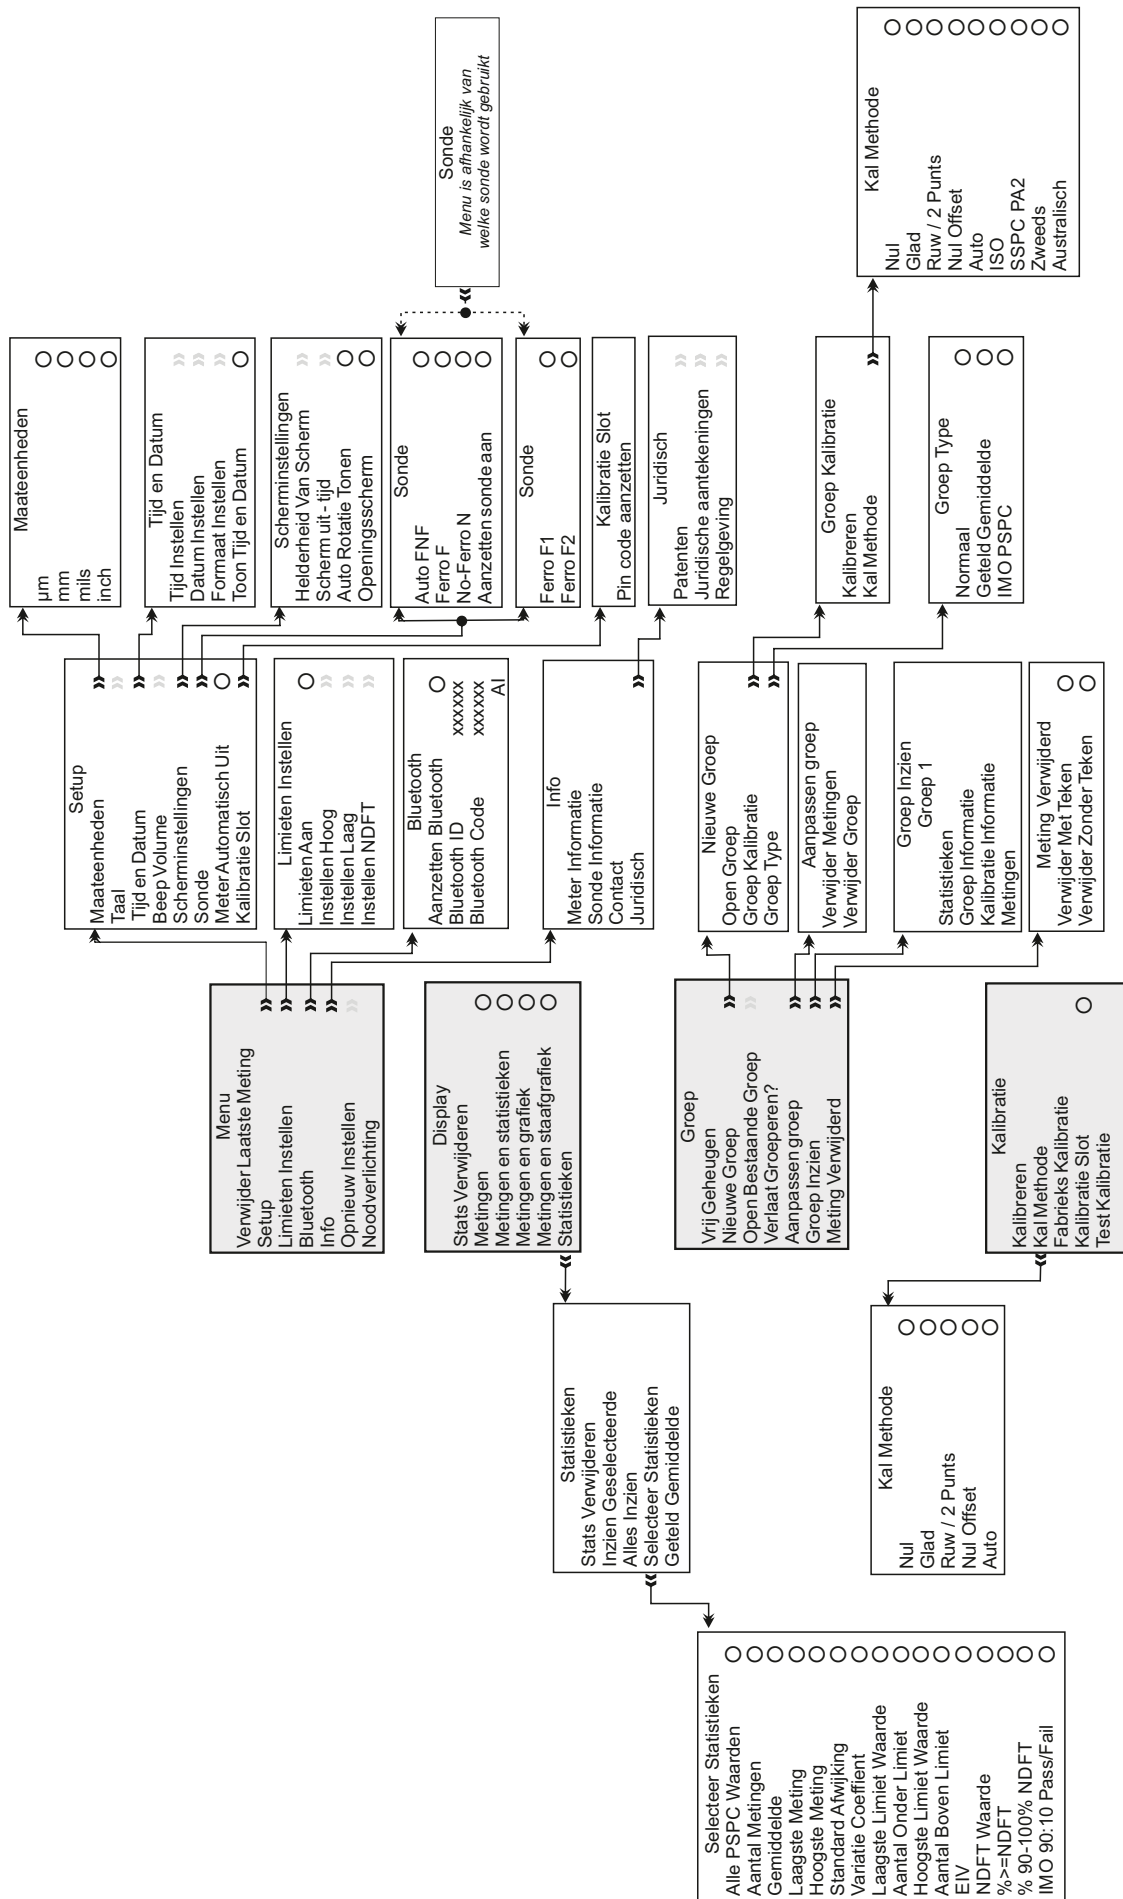 Menu
Verwijder Laatste Meting
Setup
Limieten Instellen
Bluetooth
Info
Opnieuw Instellen
Noodverlichting
Setup
Maateenheden
Taal
Tijd en Datum
Beep Volume
Scherminstellingen
Sonde
Meter Automatisch Uit
Kalibratie Slot
Maateenheden
µm
mm
mils
inch
Tijd en Datum
Tijd Instellen
Datum Instellen
Formaat Instellen
Toon Tijd en Datum
Scherminstellingen
Helderheid Van Scherm
Scherm uit - tijd
Auto Rotatie Tonen
Openingsscherm
Sonde
Auto FNF
Ferro F
No-Ferro N
Aanzetten sonde aan
Sonde
Ferro F1
Ferro F2
Sonde
Menu is afhankelijk van
welke sonde wordt gebruikt
Kalibratie Slot
Pin code aanzetten
Limieten Instellen
Limieten Aan
Instellen Hoog
Instellen Laag
Instellen NDFT
Bluetooth
Aanzetten Bluetooth
Bluetooth ID xxxxxx
Bluetooth Code xxxxxx
AI
Info
Meter Informatie
Sonde Informatie
Contact
Juridisch
Juridisch
Patenten
Juridische aantekeningen
Regelgeving
Display
Stats Verwijderen
Metingen
Metingen en statistieken
Metingen en grafiek
Metingen en staafgrafiek
Statistieken
Statistieken
Stats Verwijderen
Inzien Geselecteerde
Alles Inzien
Selecteer Statistieken
Geteld Gemiddelde
Selecteer Statistieken
Alle PSPC Waarden
Aantal Metingen
Gemiddelde
Laagste Meting
Hoogste Meting
Standard Afwijking
Variatie Coeffient
Laagste Limiet Waarde
Aantal Onder Limiet
Hoogste Limiet Waarde
Aantal Boven Limiet
EIV
NDFT Waarde
%>=NDFT
% 90-100% NDFT
IMO 90:10 Pass/Fail
Groep
Vrij Geheugen
Nieuwe Groep
Open Bestaande Groep
Verlaat Groeperen?
Aanpassen groep
Groep Inzien
Meting Verwijderd
Nieuwe Groep
Open Groep
Groep Kalibratie
Groep Type
Aanpassen groep
Verwijder Metingen
Verwijder Groep
Groep Inzien
Groep 1
Statistieken
Groep Informatie
Kalibratie Informatie
Metingen
Meting Verwijderd
Verwijder Met Teken
Verwijder Zonder Teken
Groep Kalibratie
Kalibreren
Kal Methode
Groep Type
Normaal
Geteld Gemiddelde
IMO PSPC
Kal Methode
Nul
Glad
Ruw / 2 Punts
Nul Offset
Auto
ISO
SSPC PA2
Zweeds
Australisch
Kalibratie
Kalibreren
Kal Methode
Fabrieks Kalibratie
Kalibratie Slot
Test Kalibratie
Kal Methode
Nul
Glad
Ruw / 2 Punts
Nul Offset
Auto